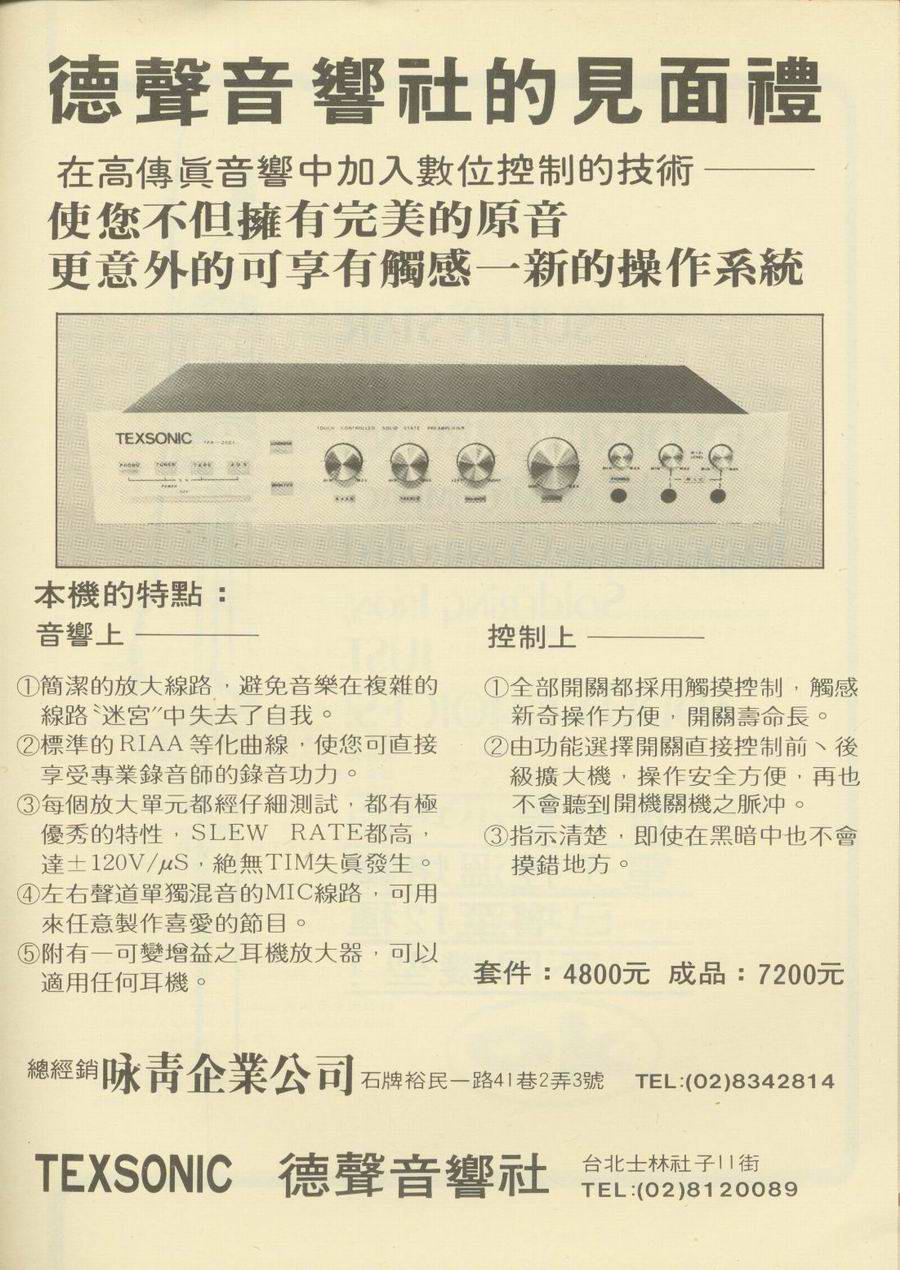 德聲音響社的見面禮
在高傳眞音響中加入數位控制的技術——
使您不但擁有完美的原音
更意外的可享有觸感一新的操作系統
TEXSONIC
TOUCH CONTROLLED SOLID STATE PREAMPLIFIER
PHONO TUNER TAPE AUX
POWER
OFF
本機的特點：
音響上——
①簡潔的放大線路，避免音樂在複雜的
線路〝迷宮″中失去了自我。
②標準的RIAA等化曲線，使您可直接
享受專業錄音師的錄音功力。
③每個放大單元都經仔細測試，都有極
優秀的特性，SLEW RATE都高，
達±120V/μS，絕無TIM失眞發生。
④左右聲道單獨混音的MIC線路，可用
來任意製作喜愛的節目。
⑤附有一可變增益之耳機放大器，可以
適用任何耳機。
控制上——
①全部開關都採用觸摸控制，觸感
新奇操作方便，開關壽命長。
②由功能選擇開關直接控制前、後
級擴大機，操作安全方便，再也
不會聽到開機關機之脈冲。
③指示清楚，即使在黑暗中也不會
摸錯地方。
套件：4800元 成品：7200元
總經銷 咏青企業公司 石牌裕民一路41巷2弄3號 TEL:(02)8342814
TEXSONIC 德聲音響社
台北士林社子11街
TEL:(02)8120089